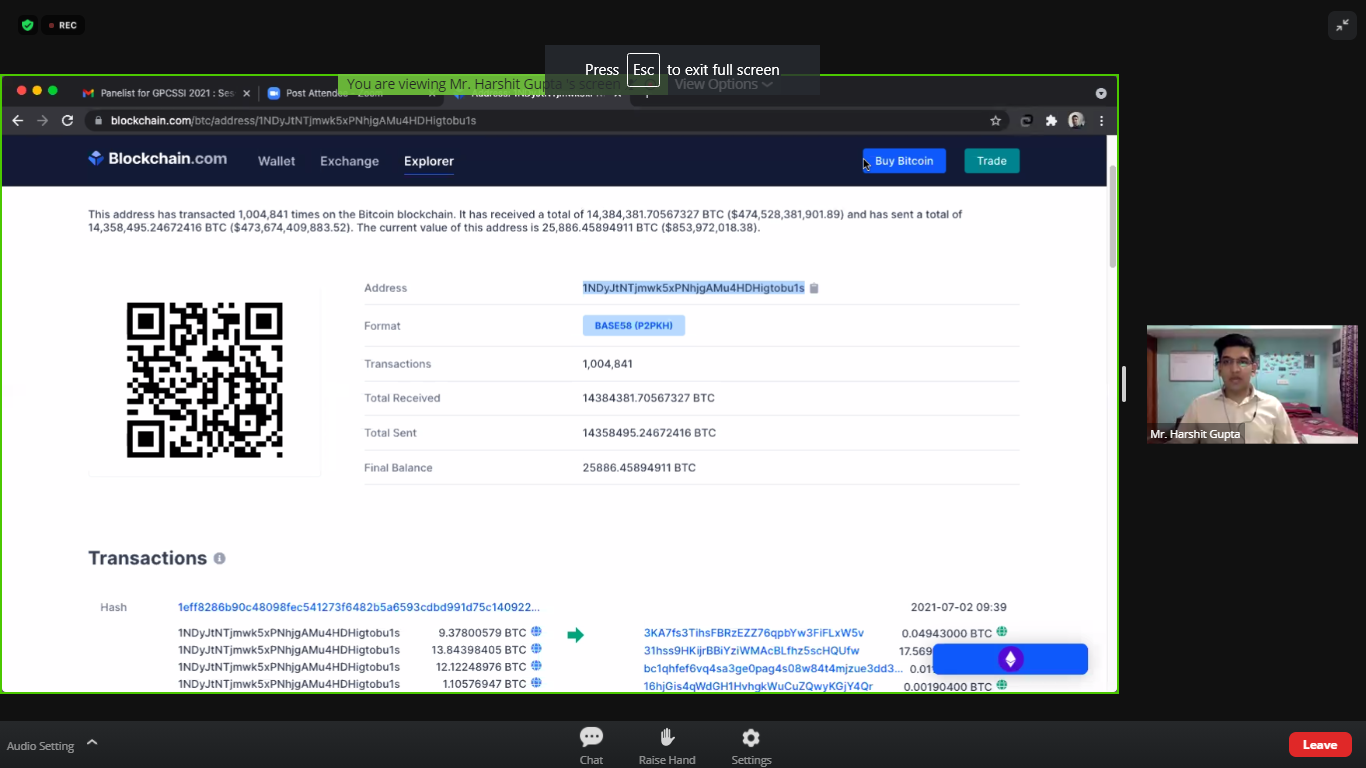 REC
Press Esc to exit full screen
You are viewing Mr. Harshit Gupta's screen
View Options
Panelist for GPCSSI 2021 : Ses
Post Attende
blockchain.com/btc/address/1NDyJtNTjmwk5xPNhjgAMu4HDHigtobu1s
Blockchain.com
Wallet
Exchange
Explorer
Buy Bitcoin
Trade
This address has transacted 1,004,841 times on the Bitcoin blockchain. It has received a total of 14,384,381.70567327 BTC ($474,528,381,901.89) and has sent a total of
14,358,495.24672416 BTC ($473,674,409,883.52). The current value of this address is 25,886.45894911 BTC ($853,972,018.38).
Address 1NDyJtNTjmwk5xPNhjgAMu4HDHigtobu1s
Format BASE58 (P2PKH)
Transactions 1,004,841
Total Received 14384381.70567327 BTC
Total Sent 14358495.24672416 BTC
Final Balance 25886.45894911 BTC
Mr. Harshit Gupta
Transactions
Hash 1eff8286b90c48098fec541273f6482b5a6593cdbd991d75c140922... 2021-07-02 09:39
1NDyJtNTjmwk5xPNhjgAMu4HDHigtobu1s 9.37800579 BTC 3KA7fs3TihsFBRzEZZ76qpbYw3FiFLxW5v 0.04943000 BTC
1NDyJtNTjmwk5xPNhjgAMu4HDHigtobu1s 13.84398405 BTC 31hss9HKijrBBiYziWMAcBLfhz5scHQUfw 17.569
1NDyJtNTjmwk5xPNhjgAMu4HDHigtobu1s 12.12248976 BTC bc1qhfef6vq4sa3ge0pag4s08w84t4mjzue3dd3... 0.01
1NDyJtNTjmwk5xPNhjgAMu4HDHigtobu1s 1.10576947 BTC 16hjGis4qWdGH1HvhgkWuCuZQwyKGjY4Qr 0.00190400 BTC
Audio Setting
Chat
Raise Hand
Settings
Leave